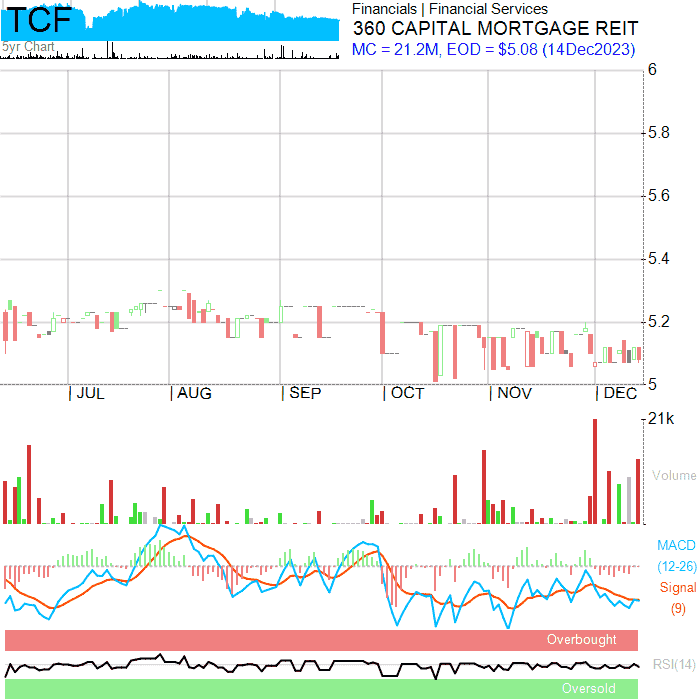 TCF
5yr Chart
Financials | Financial Services
360 CAPITAL MORTGAGE REIT
MC = 21.2M, EOD = $5.08 (14Dec2023)
6
5.8
5.6
5.4
5.2
5
| JUL | AUG | SEP | OCT | NOV | DEC
21k
Volume
MACD
(12-26)
Signal
(9)
Overbought
RSI(14)
Oversold